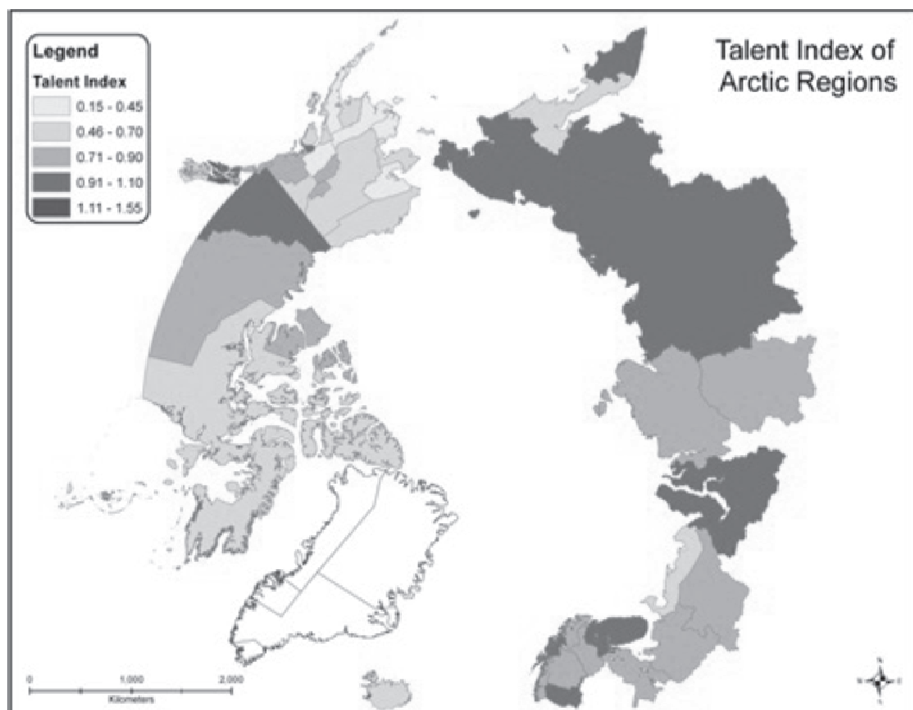 Talent Index of
Arctic Regions
Legend
Talent Index
0.15 - 0.45
0.46 - 0.70
0.71 - 0.90
0.91 - 1.10
1.11 - 1.55
0 1,000 2,000
Kilometers
N
W E
S